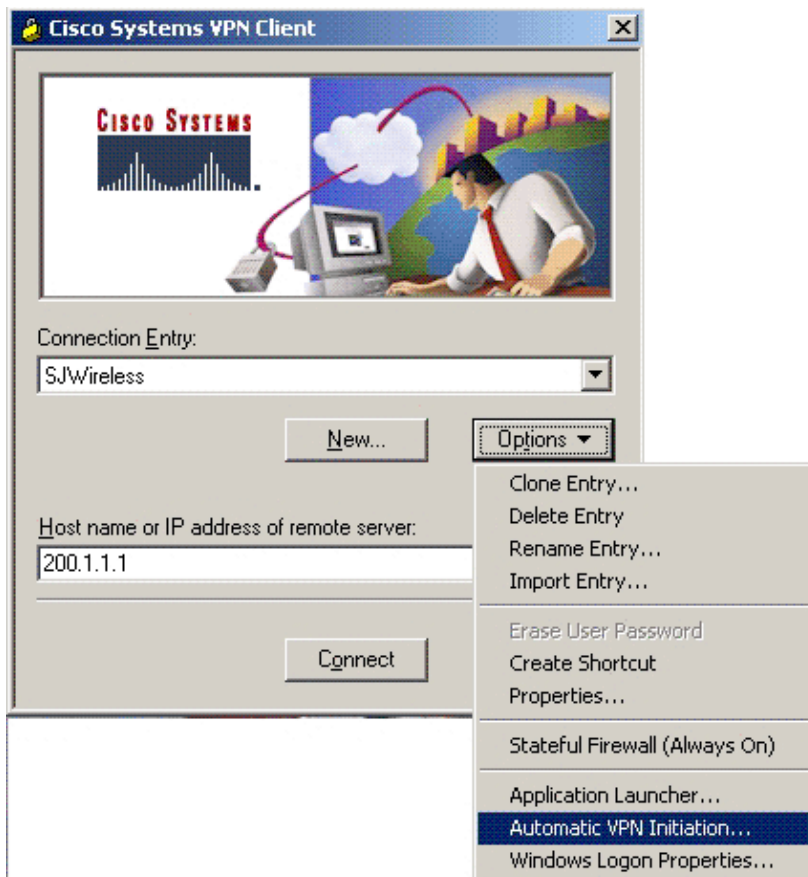 Cisco Systems VPN Client
CISCO SYSTEMS
Connection Entry:
SJWireless
New...
Options
Host name or IP address of remote server:
200.1.1.1
Connect
Clone Entry...
Delete Entry
Rename Entry...
Import Entry...
Erase User Password
Create Shortcut
Properties...
Stateful Firewall (Always On)
Application Launcher...
Automatic VPN Initiation...
Windows Logon Properties...